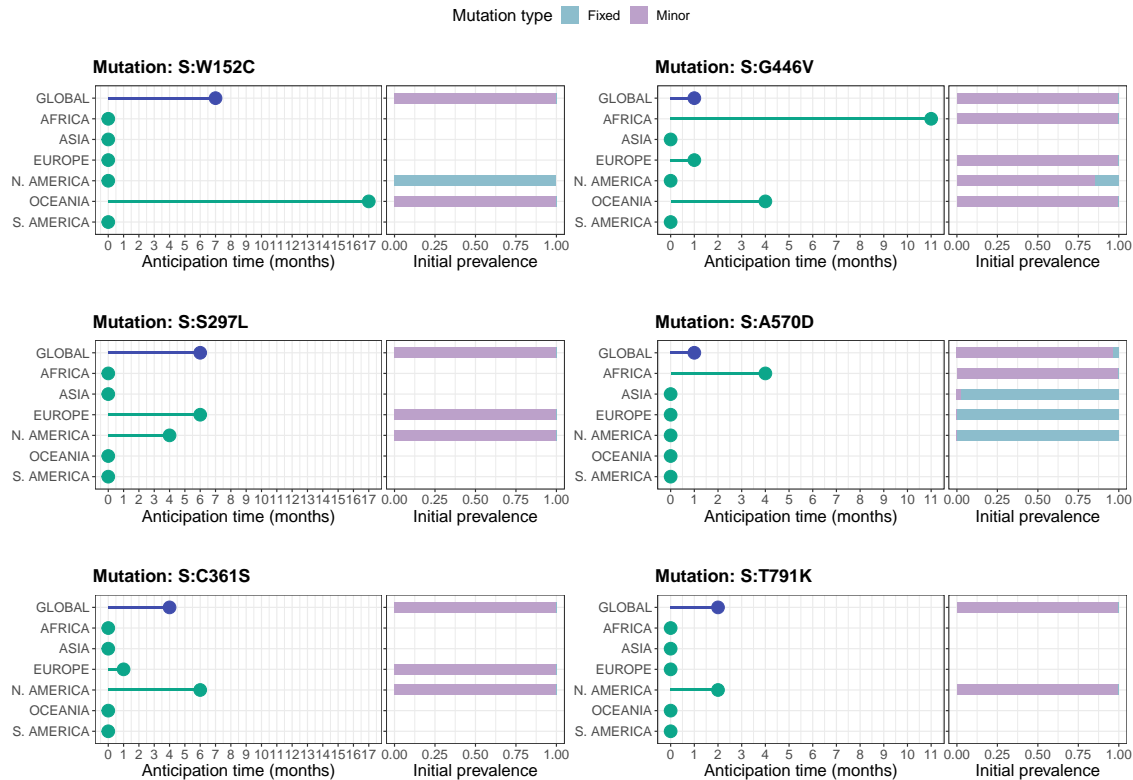 Mutation type Fixed Minor
Mutation: S:W152C
GLOBAL
AFRICA
ASIA
EUROPE
N. AMERICA
OCEANIA
S. AMERICA
0 1 2 3 4 5 6 7 8 9 10 11 12 13 14 15 16 17
Anticipation time (months)
0.00 0.25 0.50 0.75 1.00
Initial prevalence
Mutation: S:G446V
GLOBAL
AFRICA
ASIA
EUROPE
N. AMERICA
OCEANIA
S. AMERICA
0 1 2 3 4 5 6 7 8 9 10 11
Anticipation time (months)
0.00 0.25 0.50 0.75 1.00
Initial prevalence
Mutation: S:S297L
GLOBAL
AFRICA
ASIA
EUROPE
N. AMERICA
OCEANIA
S. AMERICA
0 1 2 3 4 5 6 7 8 9 10 11 12 13 14 15 16 17
Anticipation time (months)
0.00 0.25 0.50 0.75 1.00
Initial prevalence
Mutation: S:A570D
GLOBAL
AFRICA
ASIA
EUROPE
N. AMERICA
OCEANIA
S. AMERICA
0 1 2 3 4 5 6 7 8 9 10 11
Anticipation time (months)
0.00 0.25 0.50 0.75 1.00
Initial prevalence
Mutation: S:C361S
GLOBAL
AFRICA
ASIA
EUROPE
N. AMERICA
OCEANIA
S. AMERICA
0 1 2 3 4 5 6 7 8 9 10 11 12 13 14 15 16 17
Anticipation time (months)
0.00 0.25 0.50 0.75 1.00
Initial prevalence
Mutation: S:T791K
GLOBAL
AFRICA
ASIA
EUROPE
N. AMERICA
OCEANIA
S. AMERICA
0 1 2 3 4 5 6 7 8 9 10 11
Anticipation time (months)
0.00 0.25 0.50 0.75 1.00
Initial prevalence